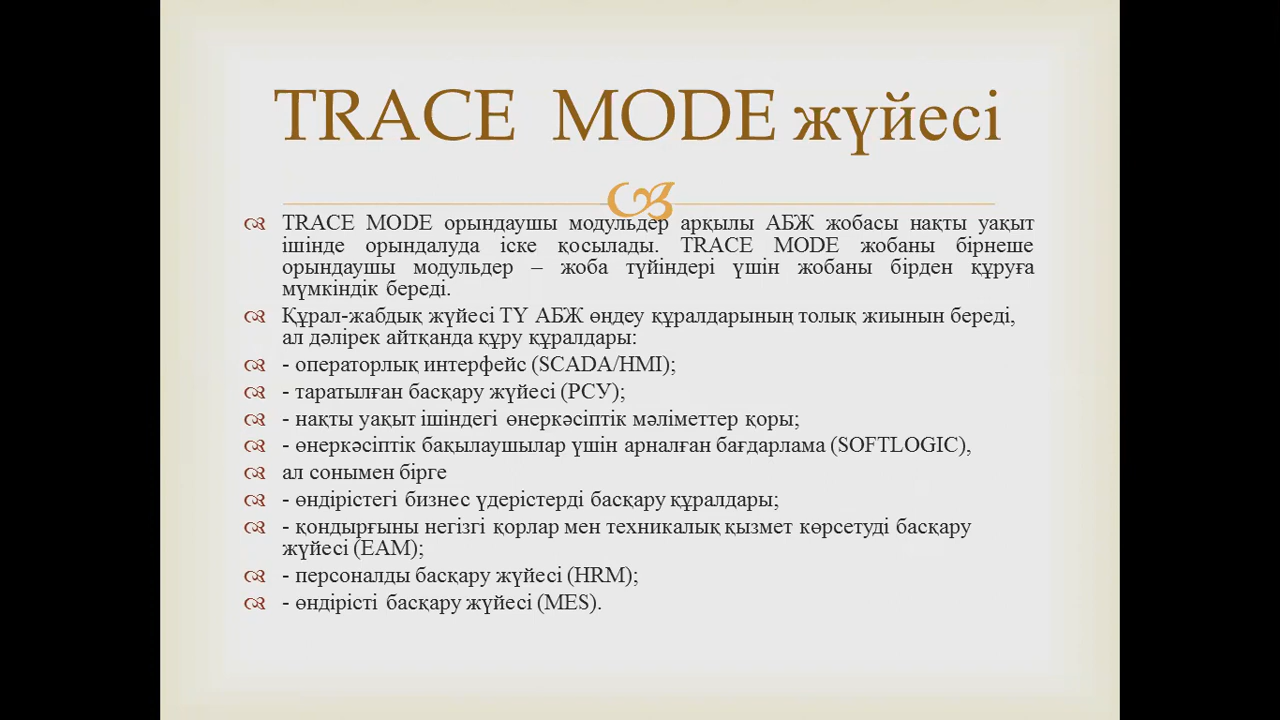 TRACE MODE жүйесі
TRACE MODE орындаушы модульдер арқылы АБЖ жобасы нақты уақыт
ішінде орындалуда іске қосылады. TRACE MODE жобаны бірнеше
орындаушы модульдер – жоба түйіндері үшін жобаны бірден құруға
мүмкіндік береді.
Құрал-жабдық жүйесі ТҮ АБЖ өңдеу құралдарының толық жиынын береді,
ал дәлірек айтқанда құру құралдары:
- операторлық интерфейс (SCADA/HMI);
- таратылған басқару жүйесі (РСУ);
- нақты уақыт ішіндегі өнеркәсіптік мәліметтер қоры;
- өнеркәсіптік бақылаушылар үшін арналған бағдарлама (SOFTLOGIC),
ал сонымен бірге
- өндірістегі бизнес үдерістерді басқару құралдары;
- қондырғыны негізгі қорлар мен техникалық қызмет көрсетуді басқару
жүйесі (EAM);
- персоналды басқару жүйесі (HRM);
- өндірісті басқару жүйесі (MES).